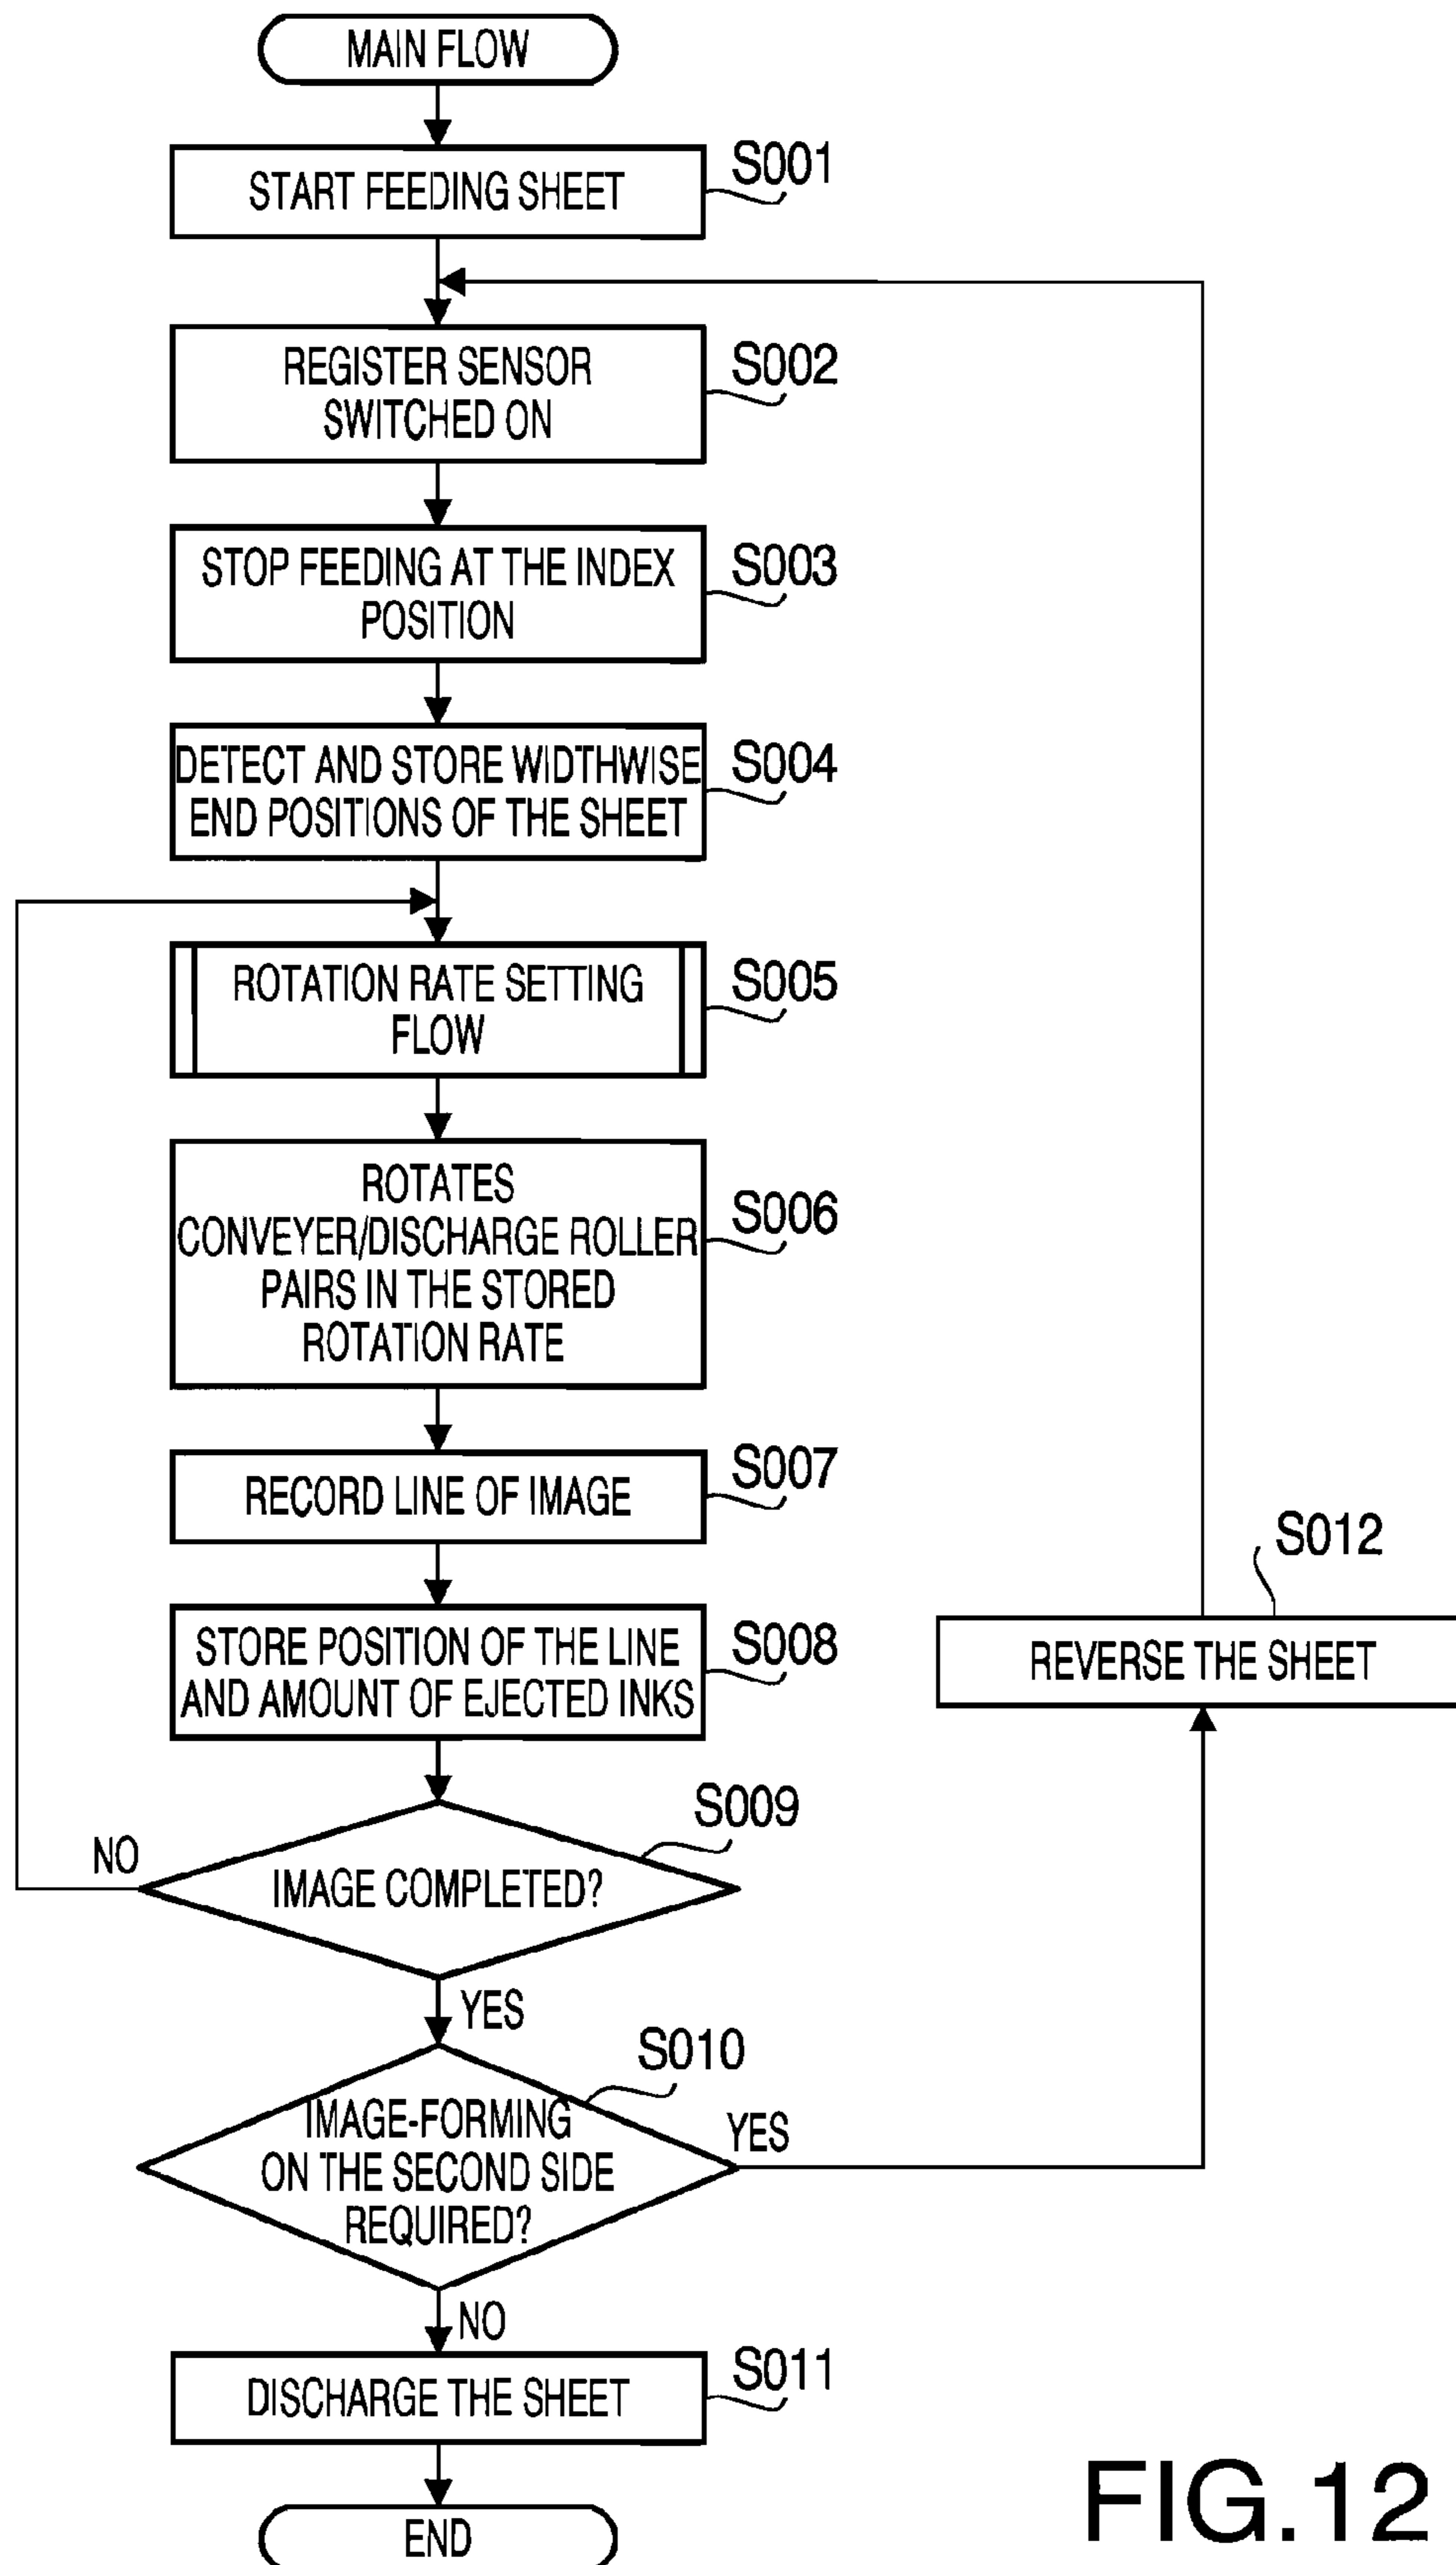 MAIN FLOW
START FEEDING SHEET
S001
REGISTER SENSOR
SWITCHED ON
S002
STOP FEEDING AT THE INDEX
POSITION
S003
DETECT AND STORE WIDTHWISE
END POSITIONS OF THE SHEET
S004
ROTATION RATE SETTING
FLOW
S005
ROTATES
CONVEYER/DISCHARGE ROLLER
PAIRS IN THE STORED
ROTATION RATE
S006
RECORD LINE OF IMAGE
S007
STORE POSITION OF THE LINE
AND AMOUNT OF EJECTED INKS
S008
REVERSE THE SHEET
S012
IMAGE COMPLETED?
S009
NO
YES
IMAGE-FORMING
ON THE SECOND SIDE
REQUIRED?
S010
YES
NO
DISCHARGE THE SHEET
S011
END
FIG.12